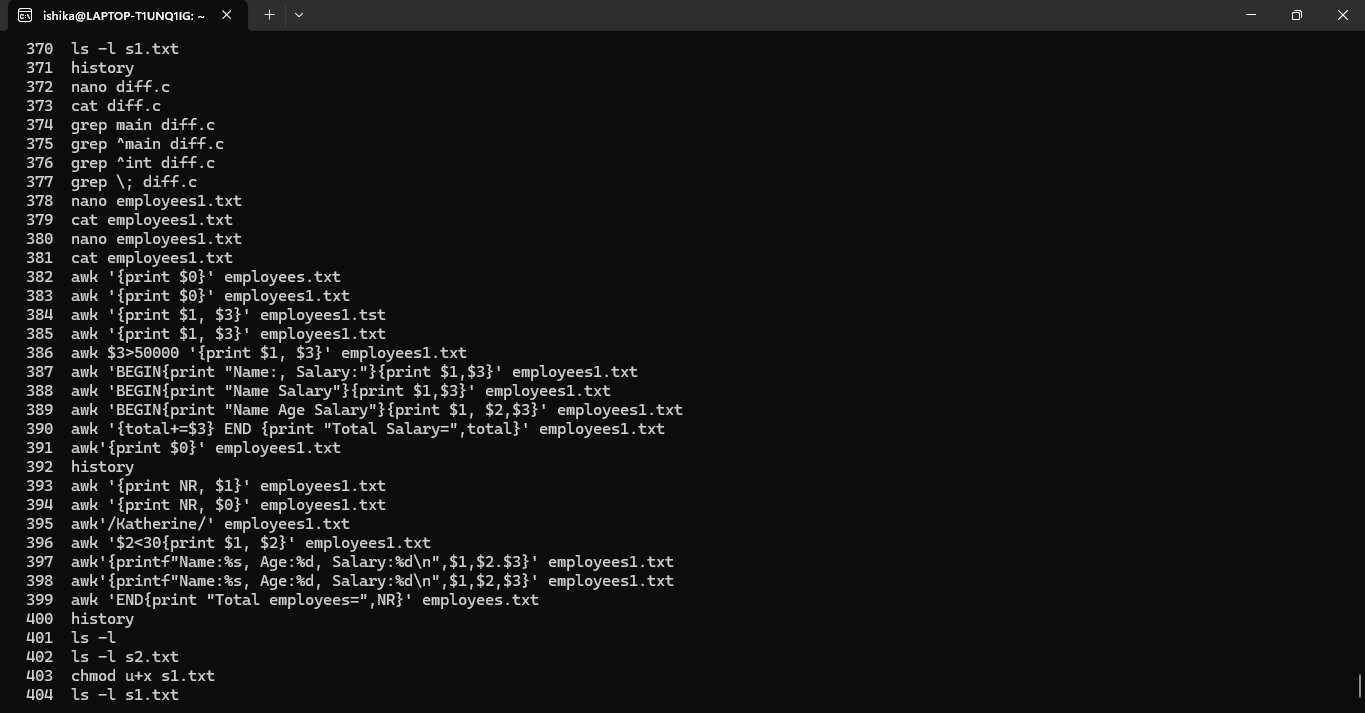 ishika@LAPTOP-T1UNQ1IG: ~
370 ls -l s1.txt
371 history
372 nano diff.c
373 cat diff.c
374 grep main diff.c
375 grep ^main diff.c
376 grep ^int diff.c
377 grep \; diff.c
378 nano employees1.txt
379 cat employees1.txt
380 nano employees1.txt
381 cat employees1.txt
382 awk '{print $0}' employees.txt
383 awk '{print $0}' employees1.txt
384 awk '{print $1, $3}' employees1.tst
385 awk '{print $1, $3}' employees1.txt
386 awk $3>50000 '{print $1, $3}' employees1.txt
387 awk 'BEGIN{print "Name:, Salary:"}{print $1,$3}' employees1.txt
388 awk 'BEGIN{print "Name Salary"}{print $1,$3}' employees1.txt
389 awk 'BEGIN{print "Name Age Salary"}{print $1, $2,$3}' employees1.txt
390 awk '{total+=$3} END {print "Total Salary=",total}' employees1.txt
391 awk'{print $0}' employees1.txt
392 history
393 awk '{print NR, $1}' employees1.txt
394 awk '{print NR, $0}' employees1.txt
395 awk'/Katherine/' employees1.txt
396 awk '$2<30{print $1, $2}' employees1.txt
397 awk'{printf"Name:%s, Age:%d, Salary:%d\n",$1,$2.$3}' employees1.txt
398 awk'{printf"Name:%s, Age:%d, Salary:%d\n",$1,$2,$3}' employees1.txt
399 awk 'END{print "Total employees=",NR}' employees.txt
400 history
401 ls -l
402 ls -l s2.txt
403 chmod u+x s1.txt
404 ls -l s1.txt